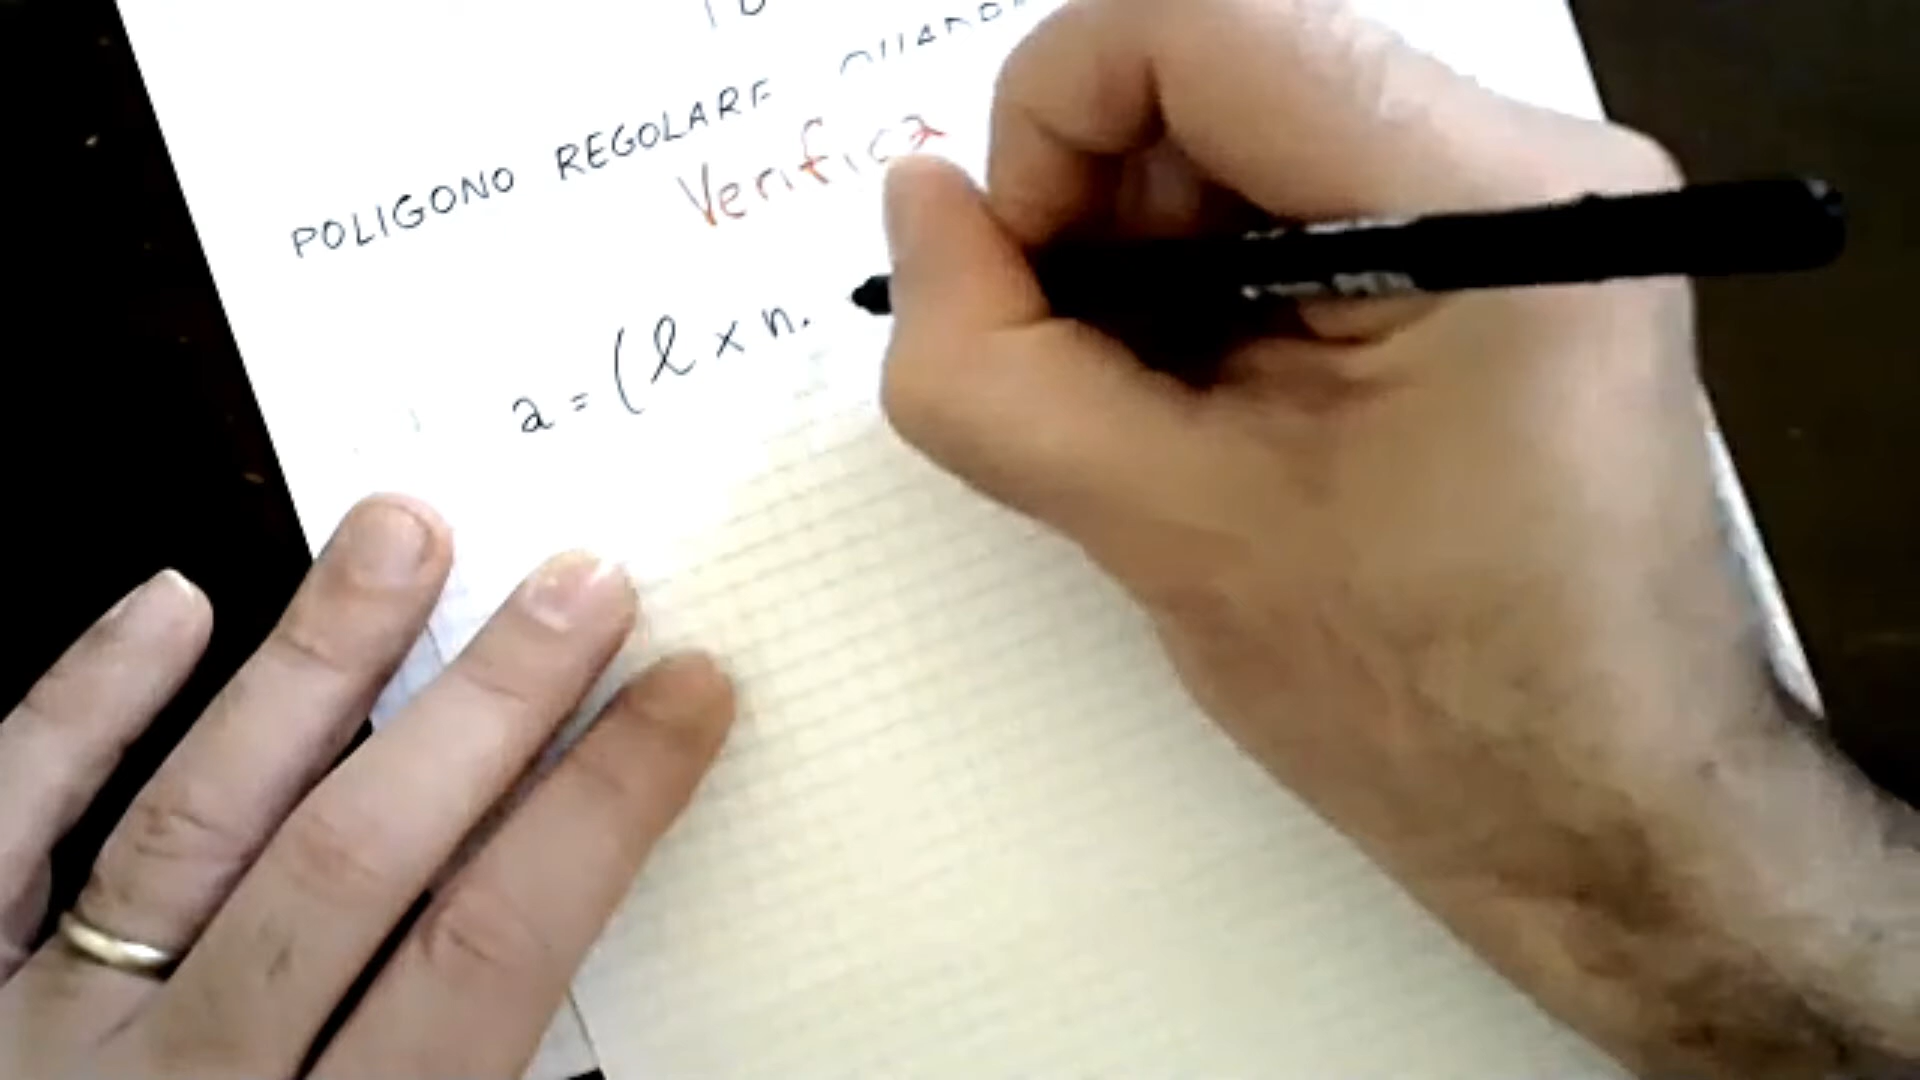 POLIGONO REGOLARE
Verifica
a = (l × n.